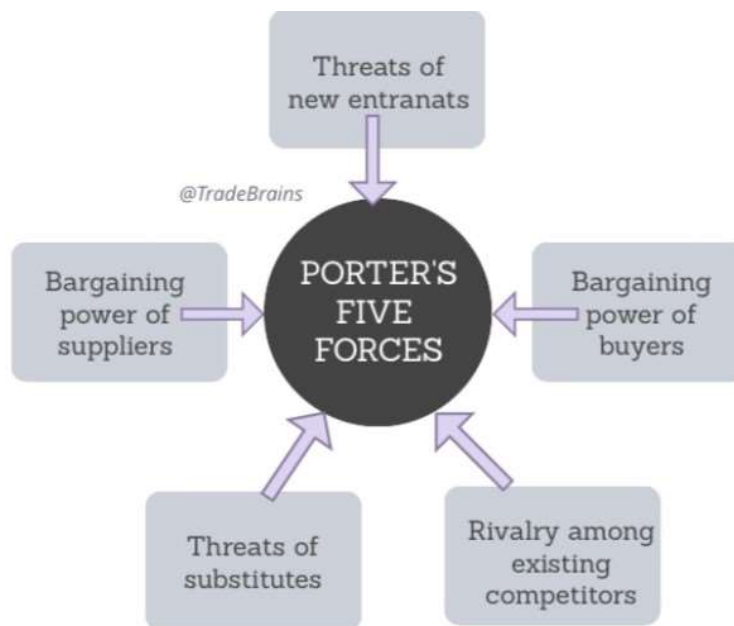 Threats of
new entranats
@TradeBrains
PORTER'S
FIVE
FORCES
Bargaining
power of
suppliers
Bargaining
power of
buyers
Threats of
substitutes
Rivalry among
existing
competitors